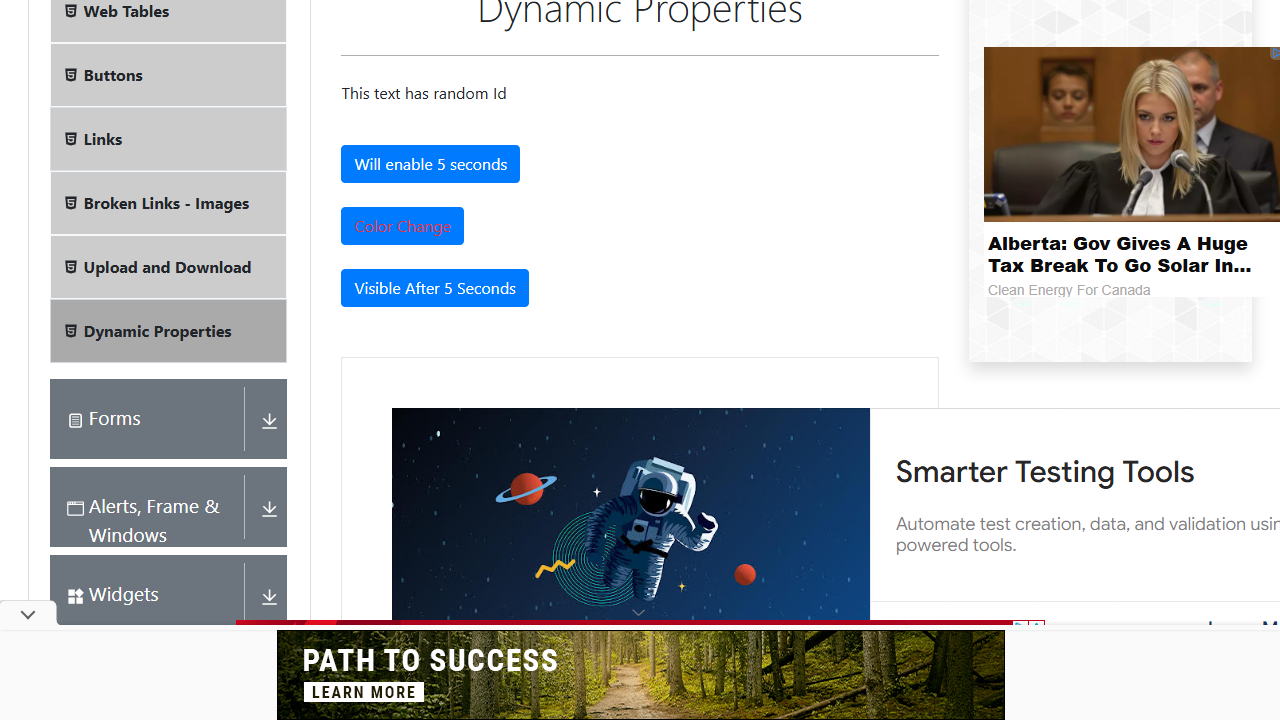 Web Tables
Buttons
Links
Broken Links - Images
Upload and Download
Dynamic Properties
Forms
Alerts, Frame &
Windows
Widgets
Dynamic Properties
This text has random Id
Will enable 5 seconds
Color Change
Visible After 5 Seconds
Alberta: Gov Gives A Huge
Tax Break To Go Solar In...
Clean Energy For Canada
Smarter Testing Tools
Automate test creation, data, and validation
powered tools.
PATH TO SUCCESS
LEARN MORE